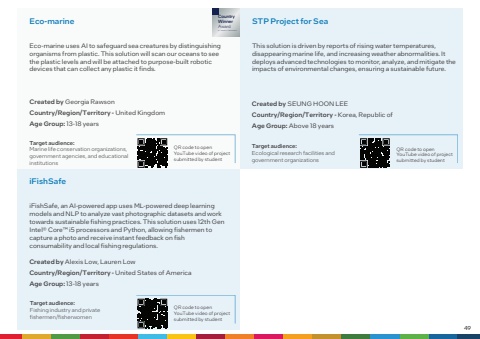 Eco-marine
Country
Winner
Eco-marine uses AI to safeguard sea creatures by distinguishing
organisms from plastic. This solution will scan our oceans to see
the plastic levels and will be attached to purpose-built robotic
devices that can collect any plastic it finds.
Created by Georgia Rawson
Country/Region/Territory - United Kingdom
Age Group: 13-18 years
Target audience:
Marine life conservation organizations,
government agencies, and educational
institutions
QR code to open
YouTube video of project
submitted by student
STP Project for Sea
This solution is driven by reports of rising water temperatures,
disappearing marine life, and increasing weather abnormalities. It
deploys advanced technologies to monitor, analyze, and mitigate the
impacts of environmental changes, ensuring a sustainable future.
Created by SEUNG HOON LEE
Country/Region/Territory - Korea, Republic of
Age Group: Above 18 years
Target audience:
Ecological research facilities and
government organizations
QR code to open
YouTube video of project
submitted by student
iFishSafe
iFishSafe, an AI-powered app uses ML-powered deep learning
models and NLP to analyze vast photographic datasets and work
towards sustainable fishing practices. This solution uses 12th Gen
Intel® Core™ i5 processors and Python, allowing fishermen to
capture a photo and receive instant feedback on fish
consumability and local fishing regulations.
Created by Alexis Low, Lauren Low
Country/Region/Territory - United States of America
Age Group: 13-18 years
Target audience:
Fishing industry and private
fishermen/fisherwomen
QR code to open
YouTube video of project
submitted by student
49